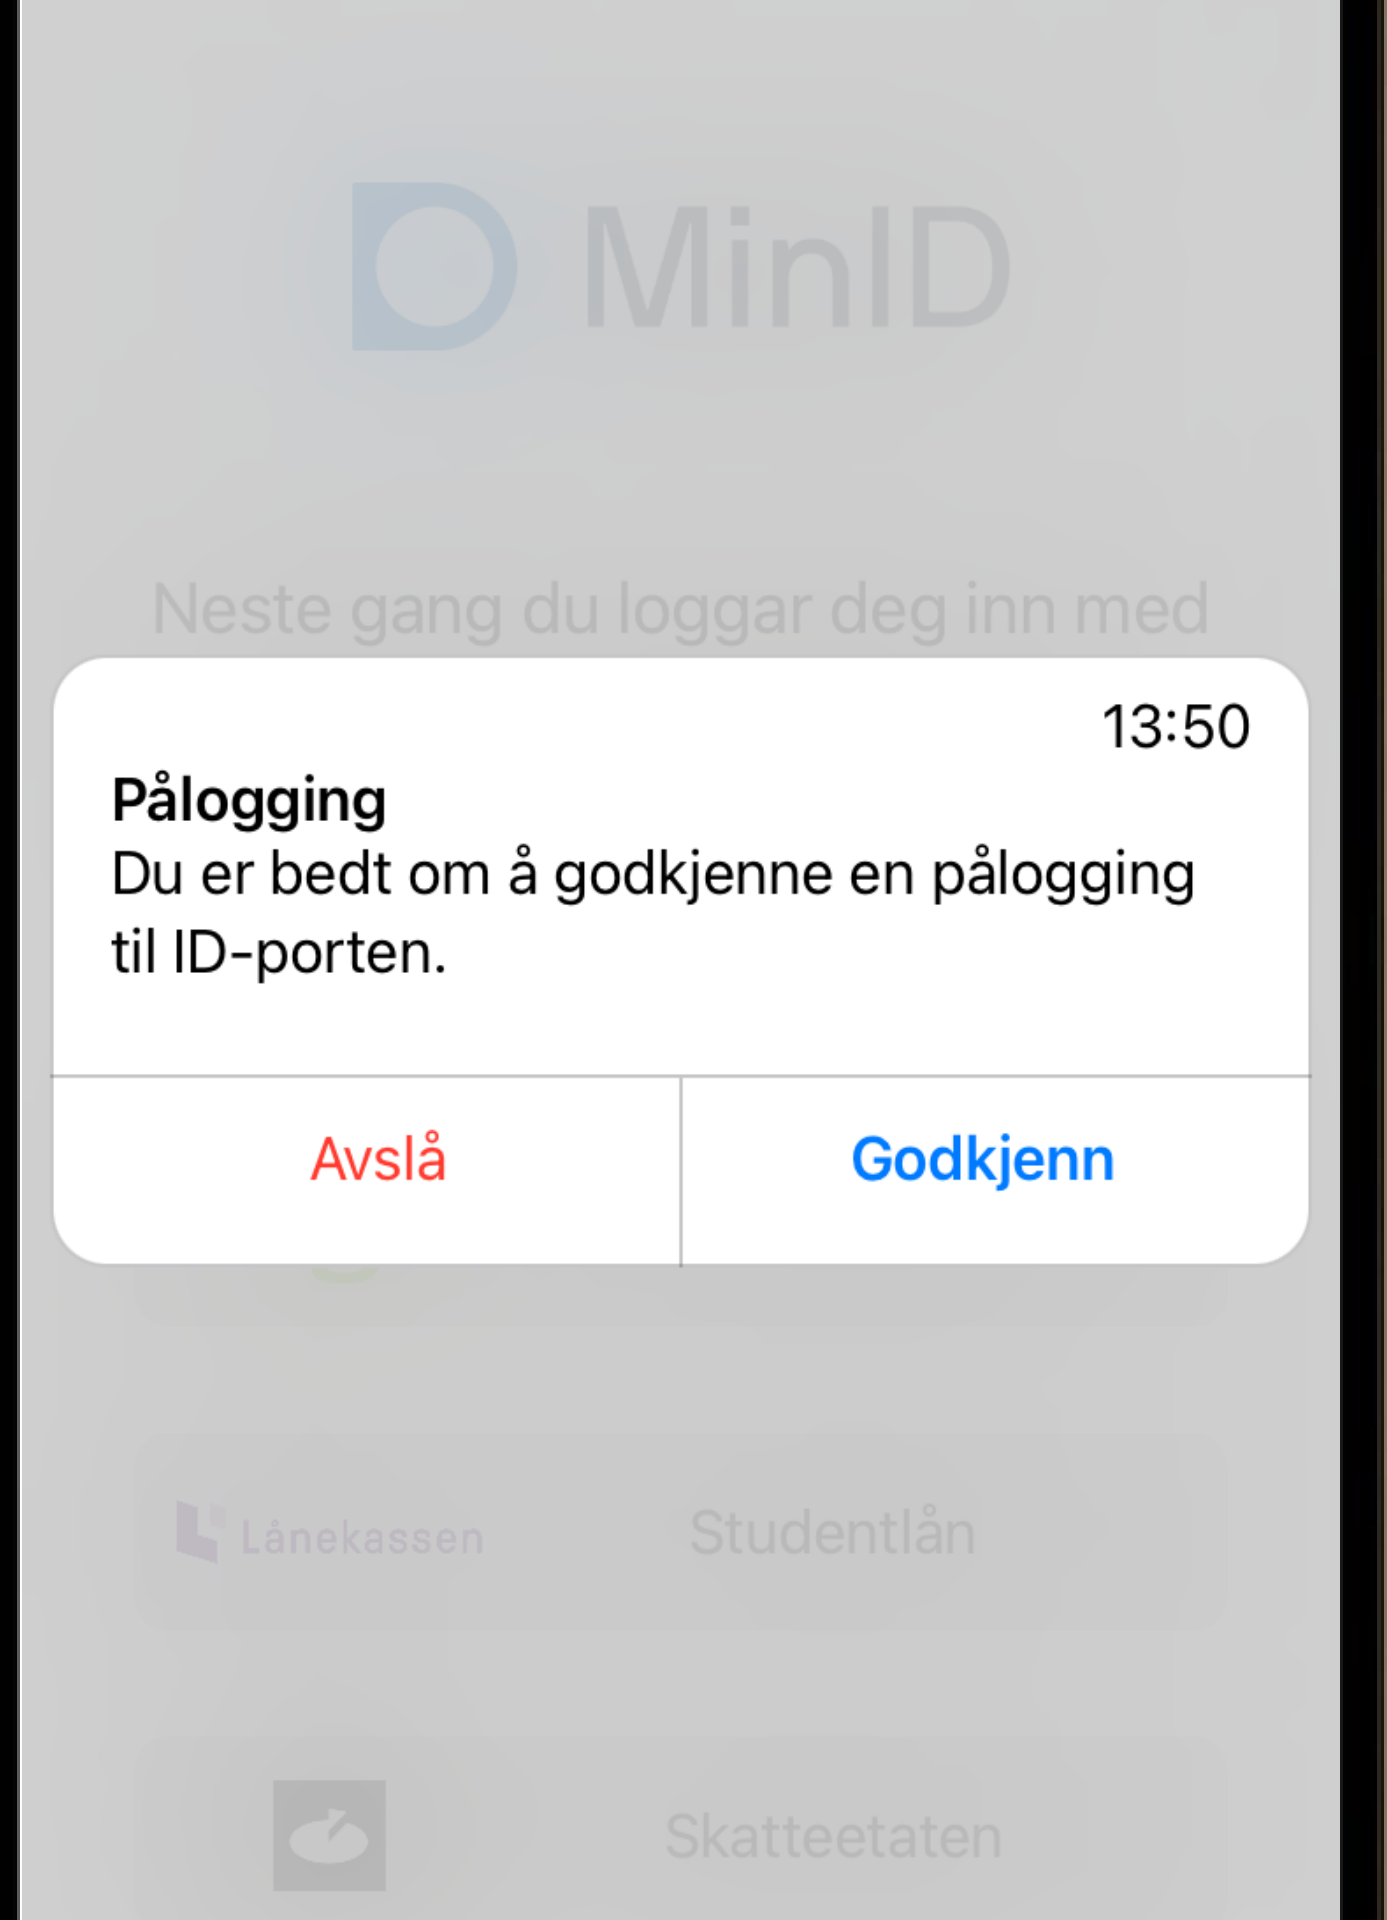 MinID
Neste gang du loggar deg inn med
13:50
Pålogging
Du er bedt om å godkjenne en pålogging
til ID-porten.
Avslå
Godkjenn
Lånekassen
Studentlån
Skatteetaten